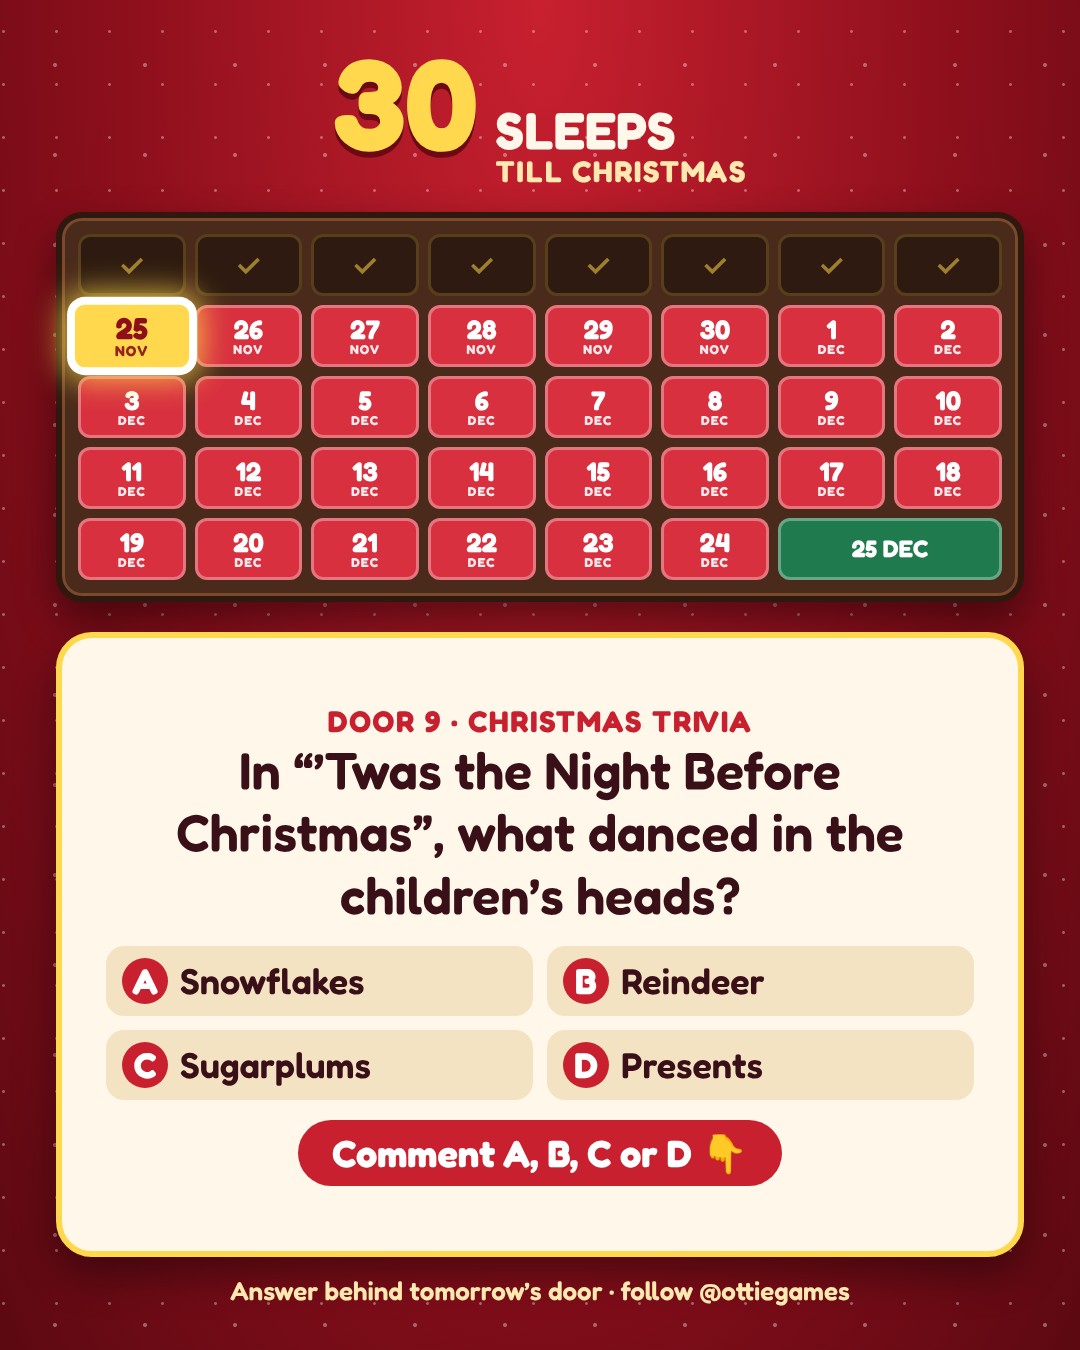 30 SLEEPS
TILL CHRISTMAS
25 NOV
26 NOV
27 NOV
28 NOV
29 NOV
30 NOV
1 DEC
2 DEC
3 DEC
4 DEC
5 DEC
6 DEC
7 DEC
8 DEC
9 DEC
10 DEC
11 DEC
12 DEC
13 DEC
14 DEC
15 DEC
16 DEC
17 DEC
18 DEC
19 DEC
20 DEC
21 DEC
22 DEC
23 DEC
24 DEC
25 DEC
DOOR 9 · CHRISTMAS TRIVIA
In “’Twas the Night Before
Christmas”, what danced in the
children’s heads?
A Snowflakes
B Reindeer
C Sugarplums
D Presents
Comment A, B, C or D 👇
Answer behind tomorrow’s door · follow @ottiegames